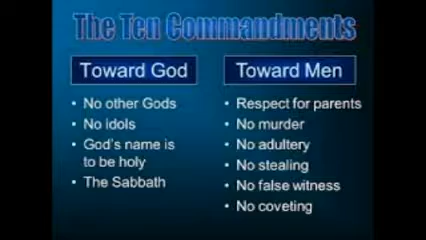 The Ten Commandments
Toward God
• No other Gods
• No idols
• God's name is
to be holy
• The Sabbath
Toward Men
• Respect for parents
• No murder
• No adultery
• No stealing
• No false witness
• No coveting